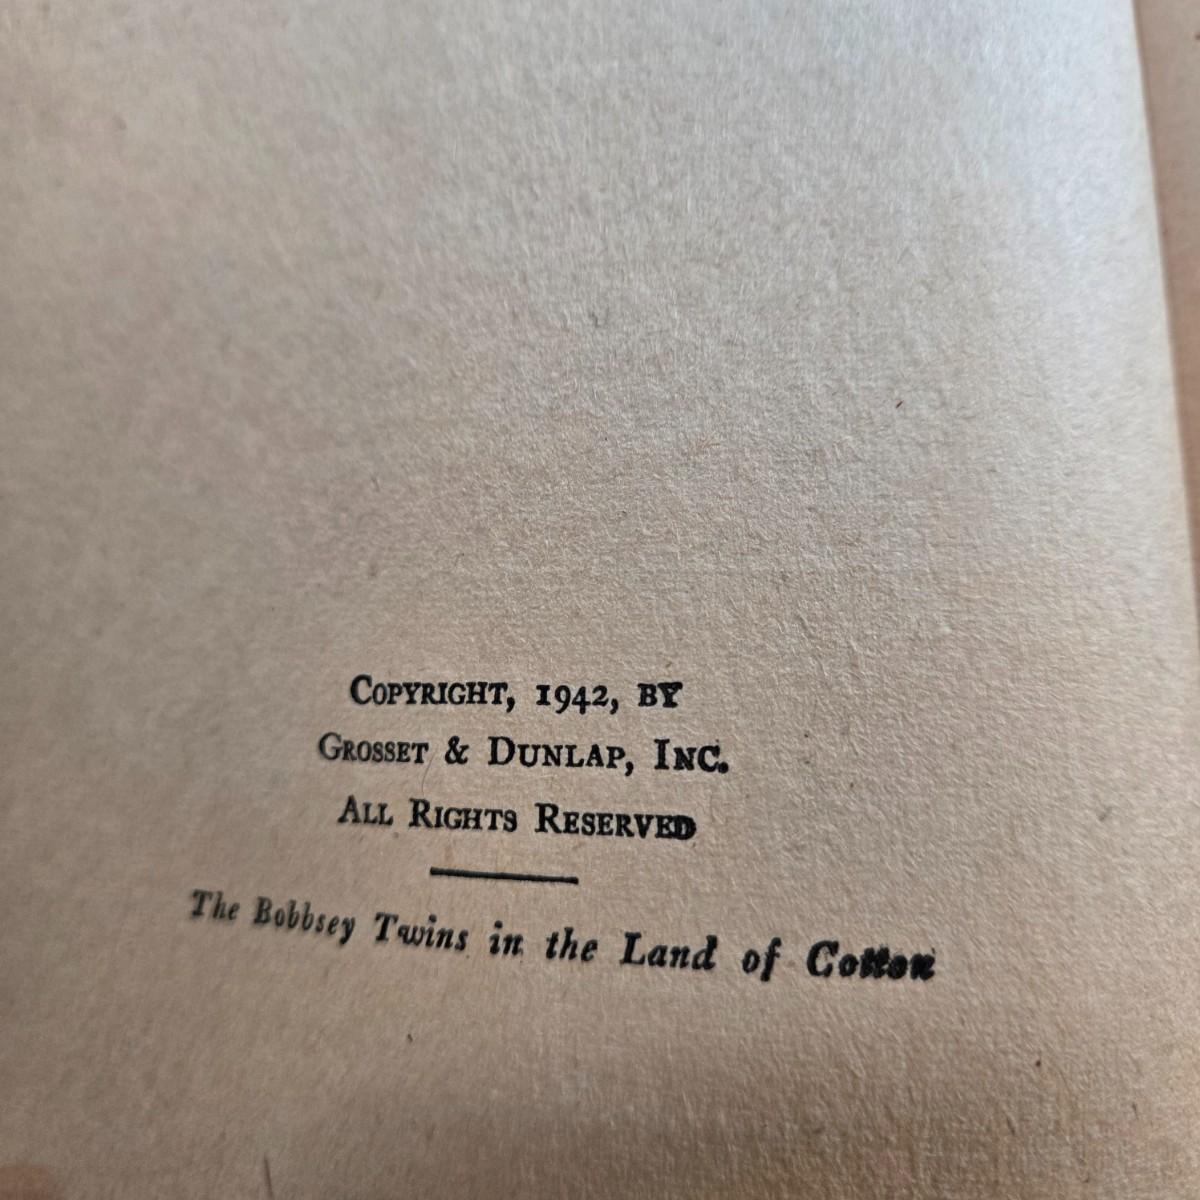 COPYRIGHT, 1942, BY
GROSSET & DUNLAP, INC.
ALL RIGHTS RESERVED
The Bobbsey Twins in the Land of Cotton